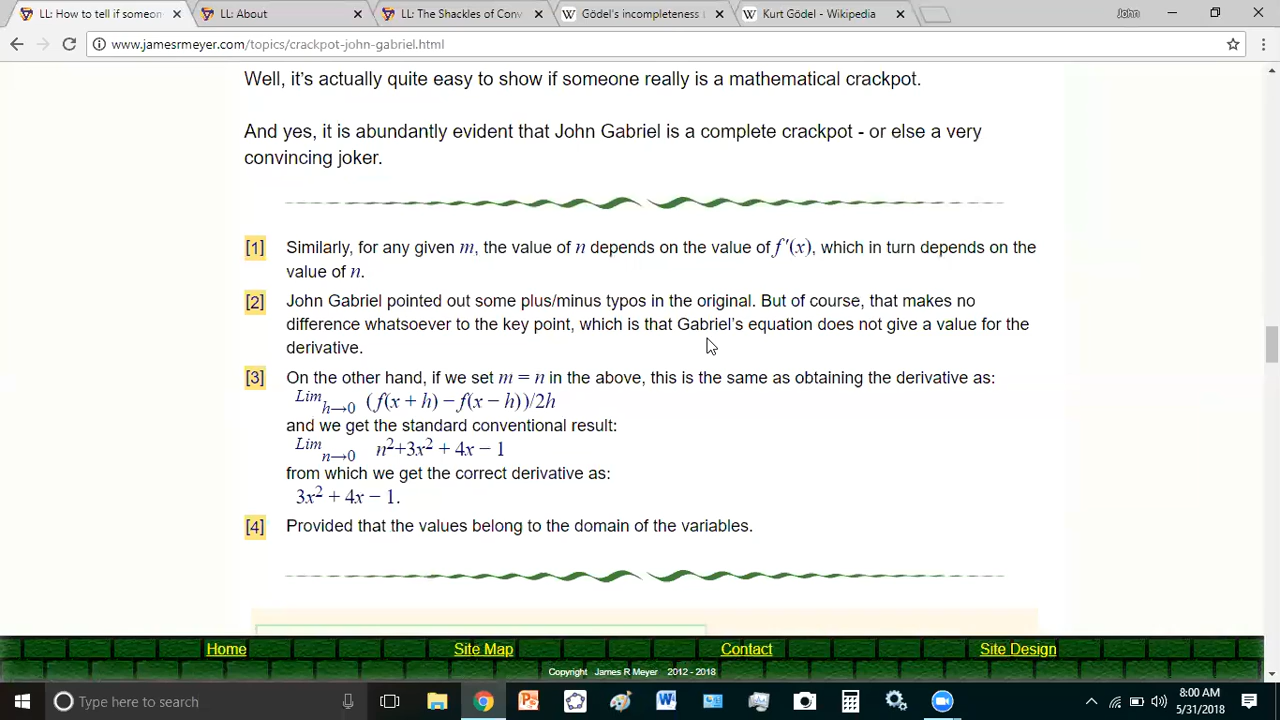 LL: How to tell if someon
LL: About
LL: The Shackles of Conv
Gödel's incompleteness
Kurt Gödel - Wikipedia
John
www.jamesrmeyer.com/topics/crackpot-john-gabriel.html
Well, it's actually quite easy to show if someone really is a mathematical crackpot.
And yes, it is abundantly evident that John Gabriel is a complete crackpot - or else a very
convincing joker.
[1] Similarly, for any given m, the value of n depends on the value of f ′(x), which in turn depends on the
value of n.
[2] John Gabriel pointed out some plus/minus typos in the original. But of course, that makes no
difference whatsoever to the key point, which is that Gabriel's equation does not give a value for the
derivative.
[3] On the other hand, if we set m = n in the above, this is the same as obtaining the derivative as:
Lim h→0 ( f(x + h) − f(x − h))/2h
and we get the standard conventional result:
Lim n→0 n²+3x² + 4x − 1
from which we get the correct derivative as:
3x² + 4x − 1.
[4] Provided that the values belong to the domain of the variables.
Home Site Map Contact Site Design
Copyright James R Meyer 2012 - 2018
Type here to search
8:00 AM
5/31/2018